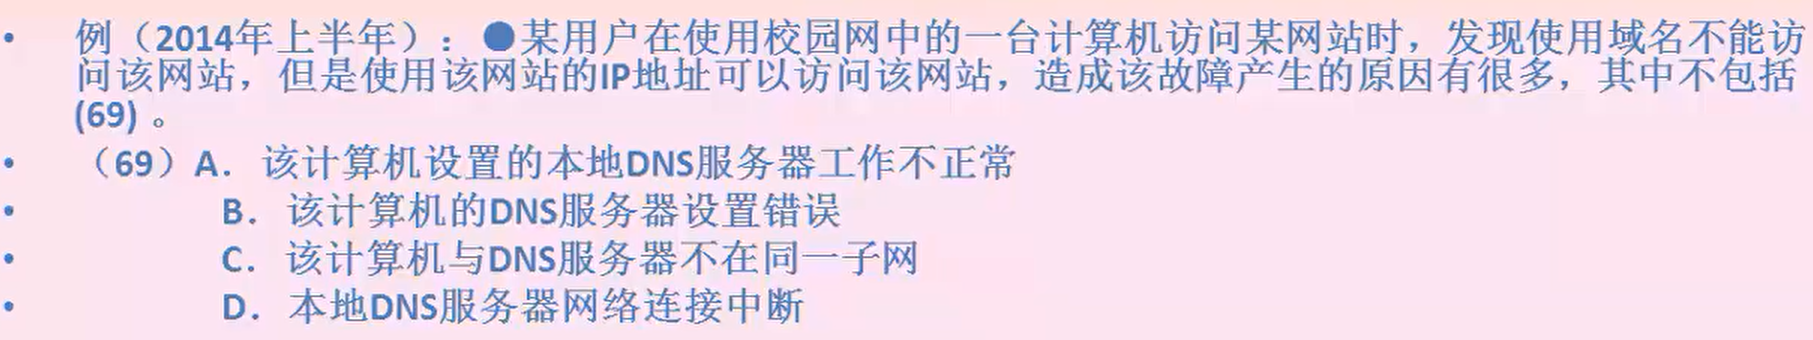 • 例（2014年上半年）：●某用户在使用校园网中的一台计算机访问某网站时，发现使用域名不能访
问该网站，但是使用该网站的IP地址可以访问该网站，造成该故障产生的原因有很多，其中不包括
(69) 。
• （69）A．该计算机设置的本地DNS服务器工作不正常
• B．该计算机的DNS服务器设置错误
• C．该计算机与DNS服务器不在同一子网
• D．本地DNS服务器网络连接中断